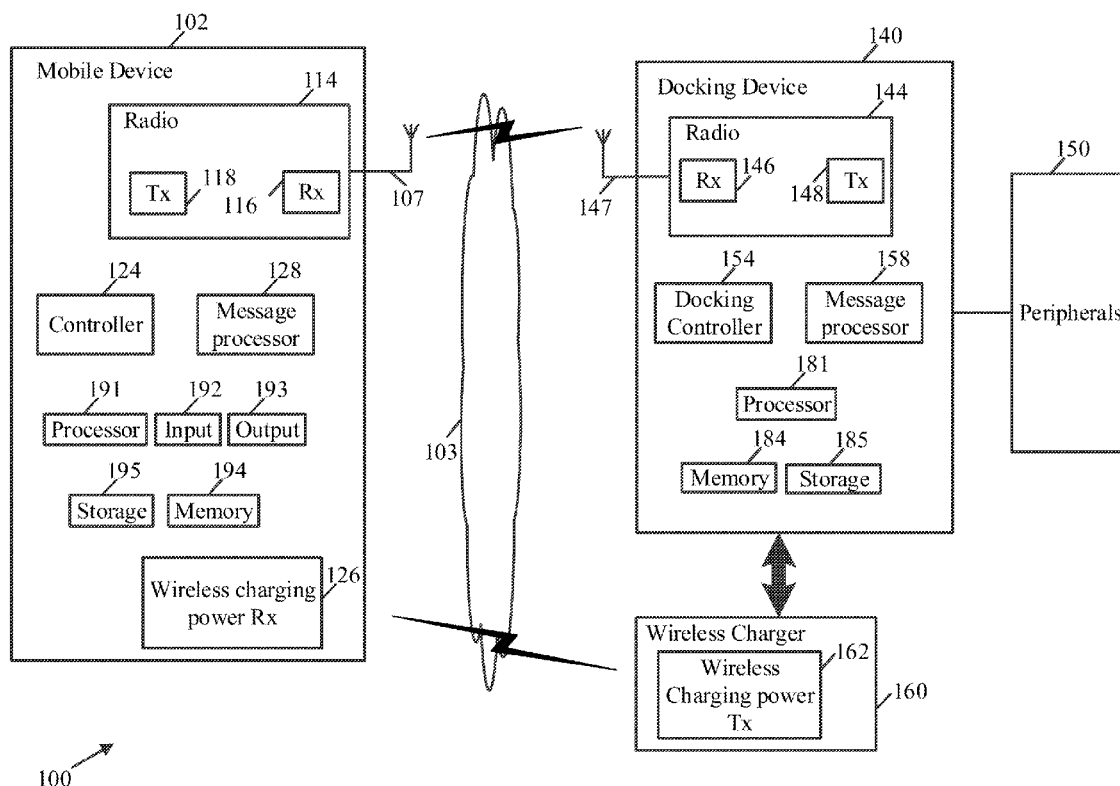 102
Mobile Device
114
Radio
Tx
118
116
Rx
107
124
Controller
128
Message
processor
191
Processor
192
Input
193
Output
195
Storage
194
Memory
Wireless charging
power Rx
126
103
140
Docking Device
144
Radio
Rx
146
148
Tx
147
154
Docking
Controller
158
Message
processor
181
Processor
184
Memory
185
Storage
150
Peripherals
Wireless Charger
Wireless
Charging power
Tx
162
160
100